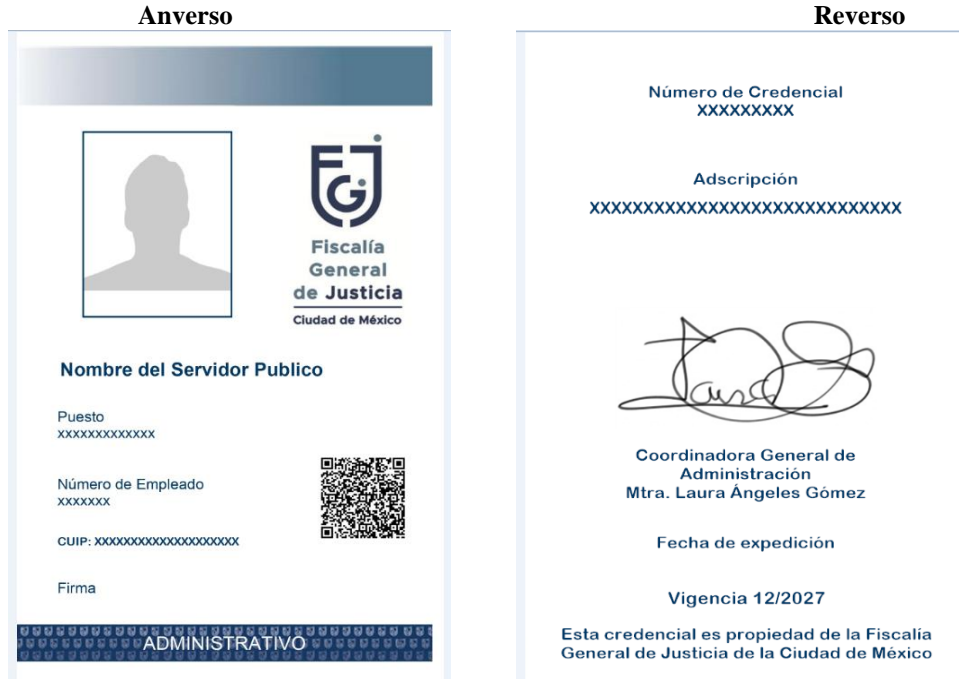 Anverso
FGJ
Fiscalía
General
de Justicia
Ciudad de México
Nombre del Servidor Publico
Puesto
XXXXXXXXXXXXX
Número de Empleado
XXXXXXX
CUIP: XXXXXXXXXXXXXXXXXXXX
Firma
ADMINISTRATIVO
Reverso
Número de Credencial
XXXXXXXXX
Adscripción
XXXXXXXXXXXXXXXXXXXXXXXXXXXXX
Coordinadora General de
Administración
Mtra. Laura Ángeles Gómez
Fecha de expedición
Vigencia 12/2027
Esta credencial es propiedad de la Fiscalía
General de Justicia de la Ciudad de México